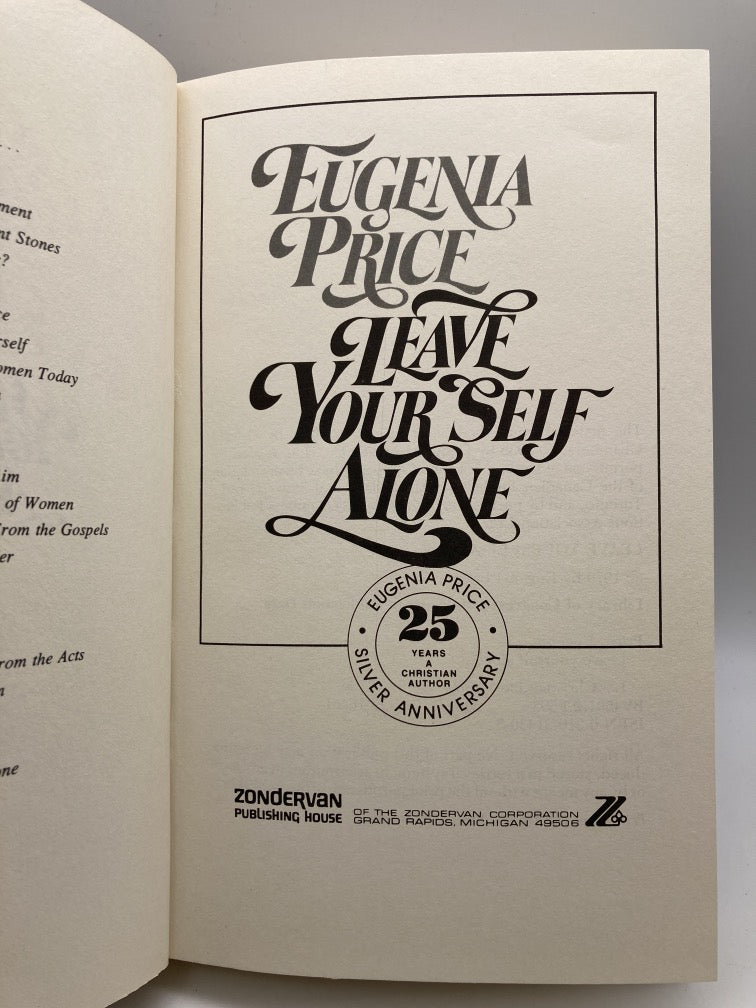 ment
nt Stones
?
e
rself
omen Today
im
of Women
from the Gospels
er
rom the Acts
n
one
EUGENIA
PRICE
LEAVE
YOUR SELF
ALONE
EUGENIA PRICE
25
YEARS
A
CHRISTIAN
AUTHOR
SILVER ANNIVERSARY
ZONDERVAN
PUBLISHING HOUSE
OF THE ZONDERVAN CORPORATION
GRAND RAPIDS, MICHIGAN 49506